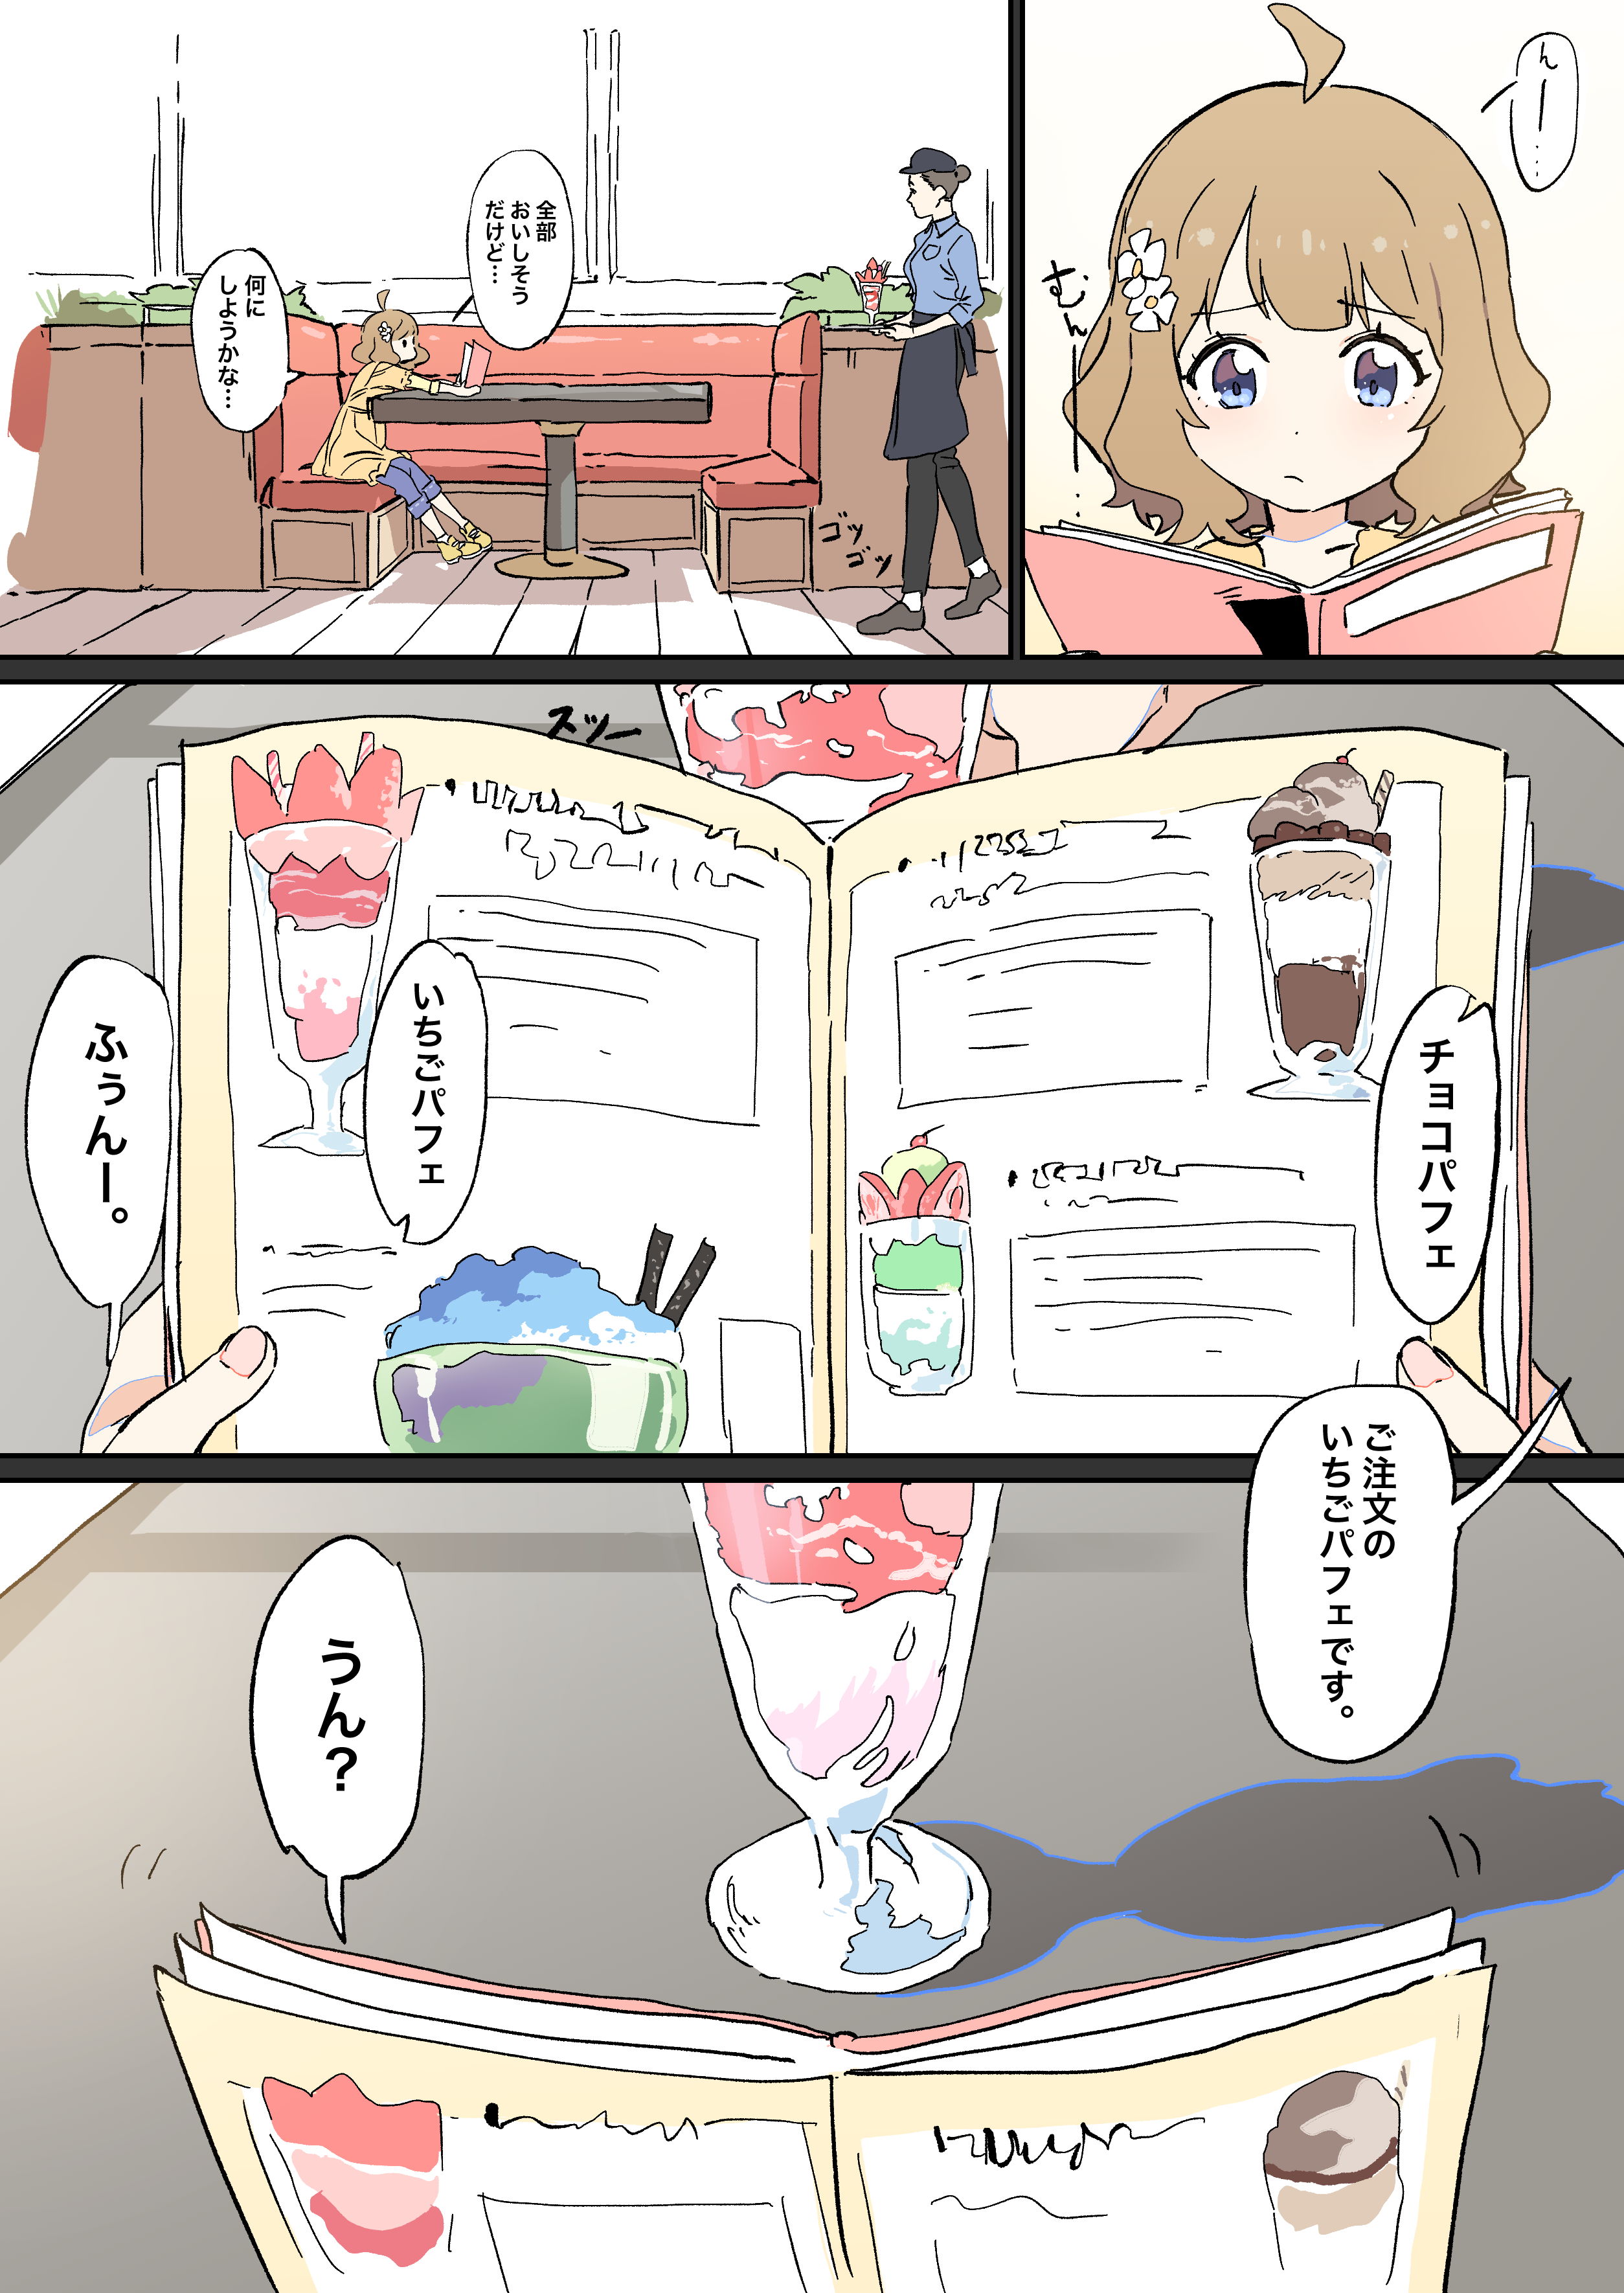 んー…
むんー…
全部
おいしそう
だけど…
何に
しようかな…
ゴッ
ゴッ
スッー
チョコパフェ
いちごパフェ
ふぅんー。
ご注文の
いちごパフェです。
うん？